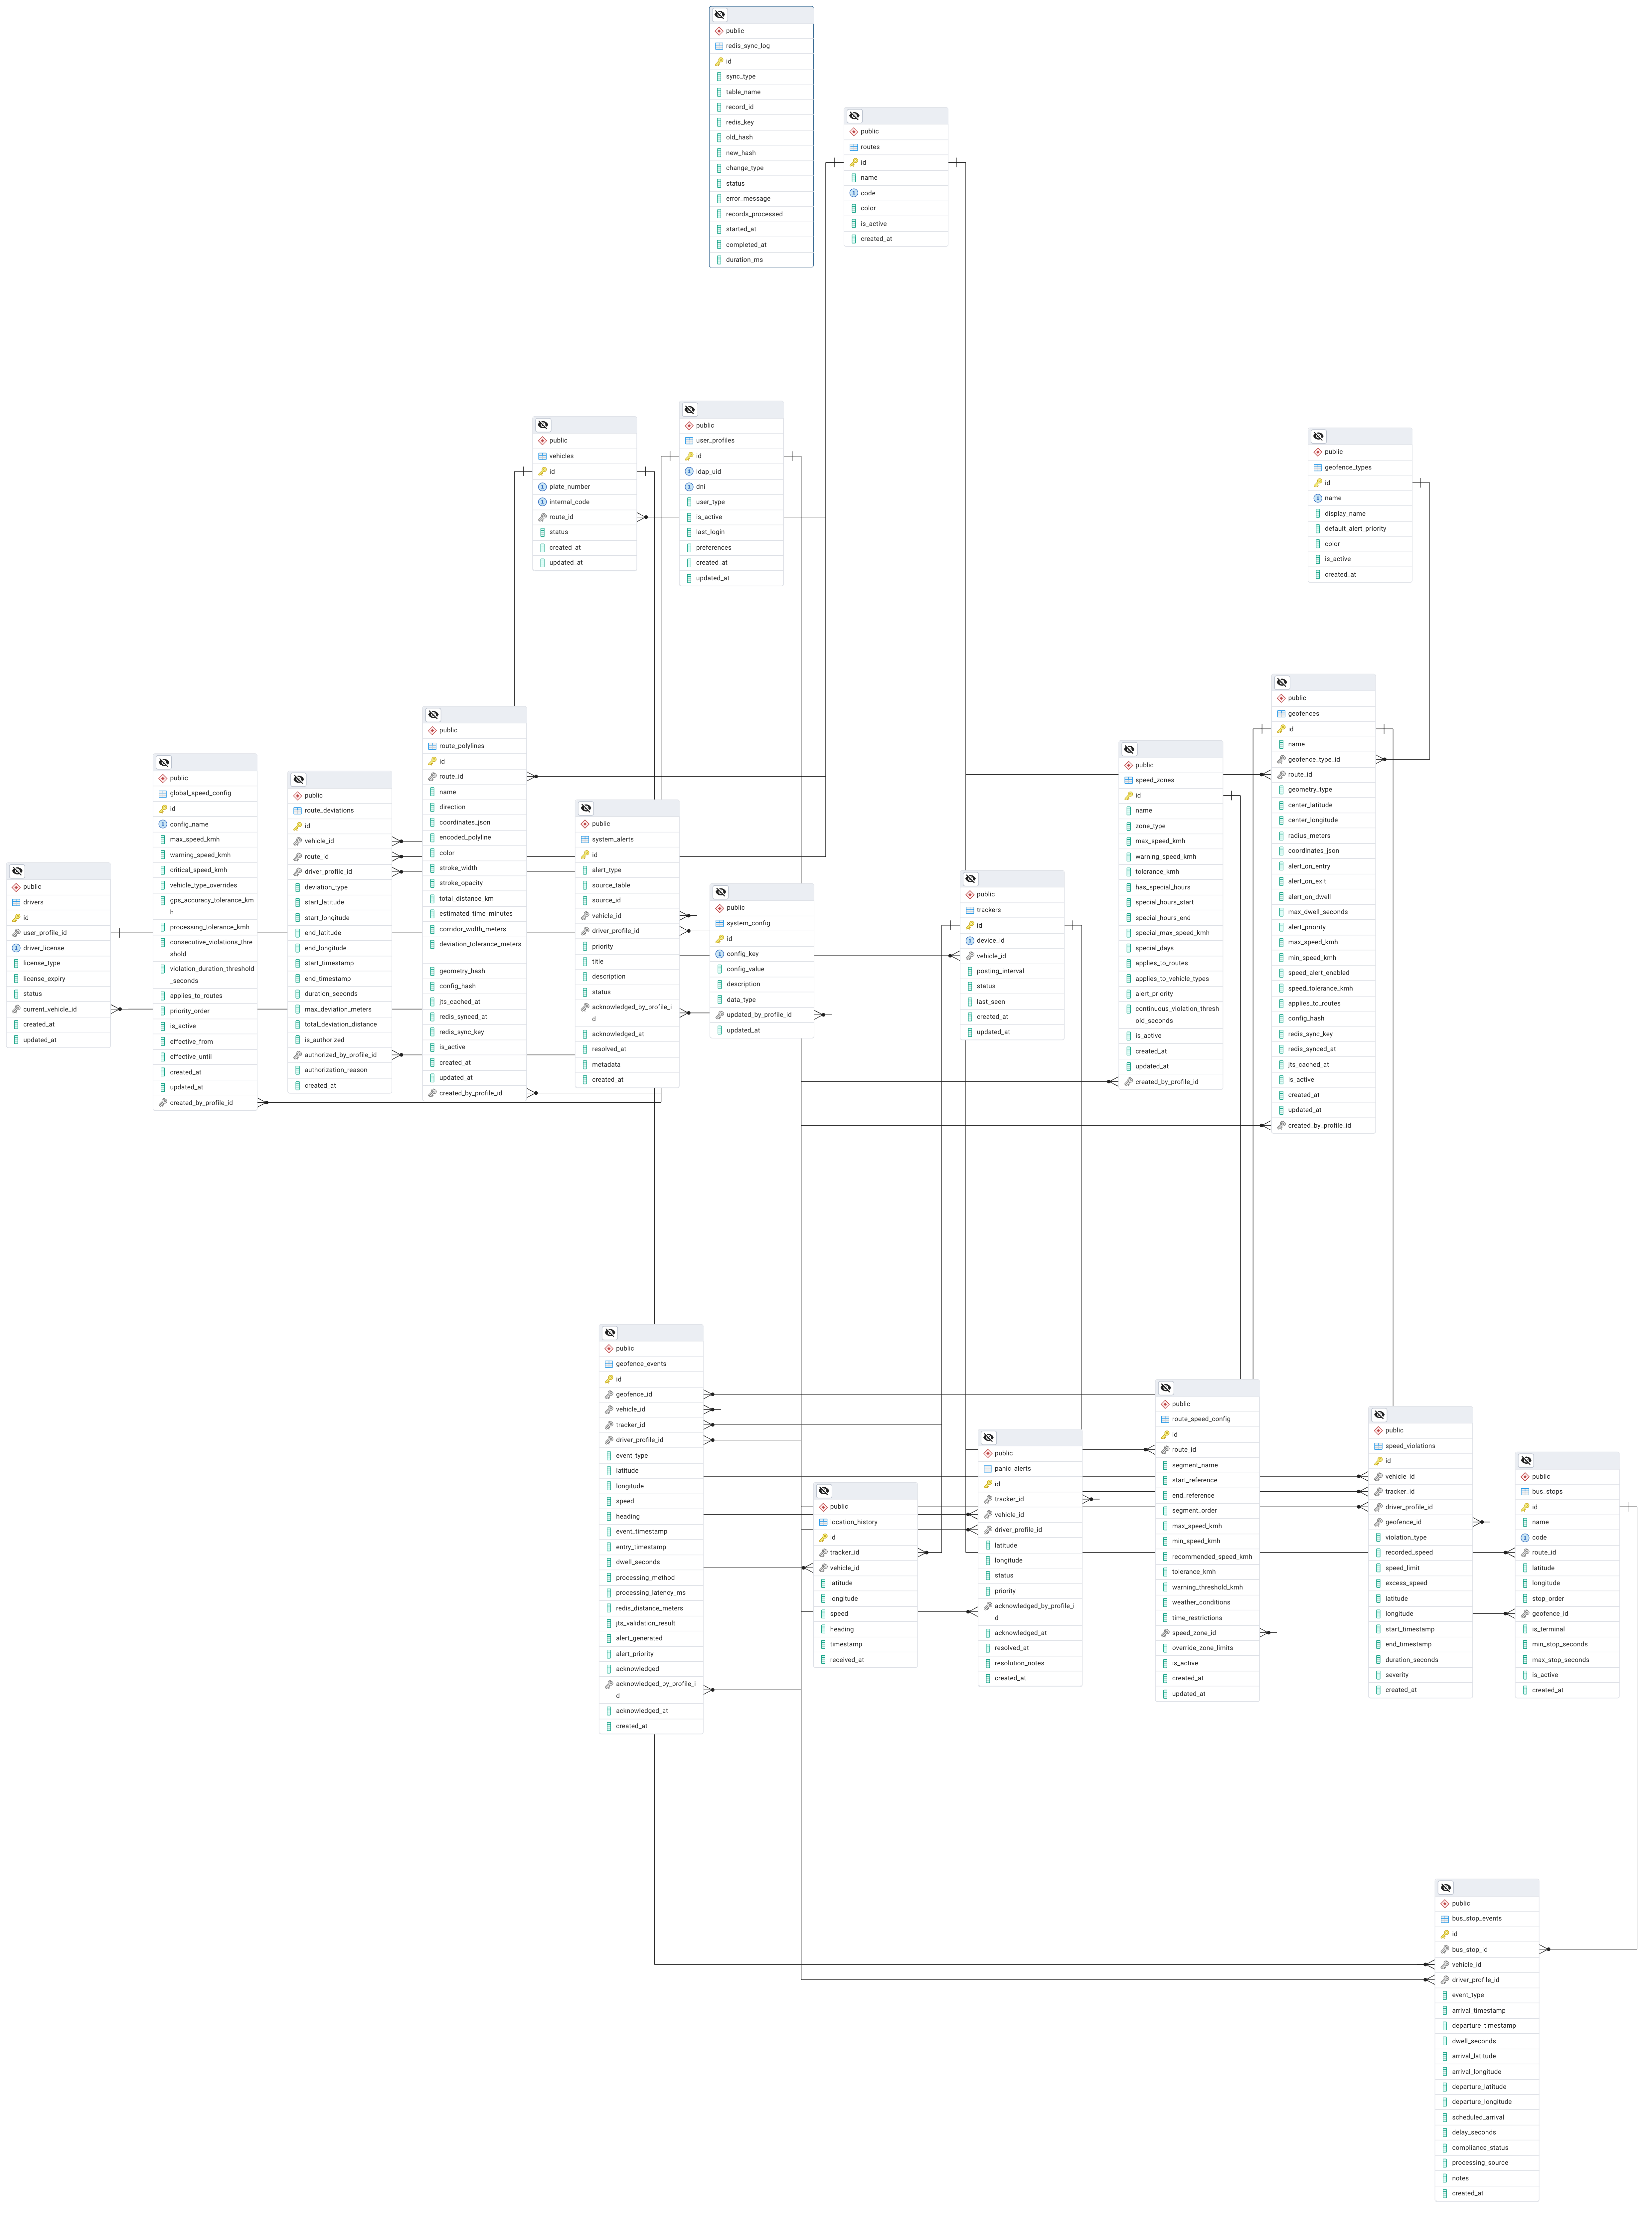 public
redis_sync_log
id
sync_type
table_name
record_id
redis_key
old_hash
new_hash
change_type
status
error_message
records_processed
started_at
completed_at
duration_ms
public
routes
id
name
code
color
is_active
created_at
public
vehicles
id
plate_number
internal_code
route_id
status
created_at
updated_at
public
user_profiles
id
ldap_uid
dni
user_type
is_active
last_login
preferences
created_at
updated_at
public
geofence_types
id
name
display_name
default_alert_priority
color
is_active
created_at
public
drivers
id
user_profile_id
driver_license
license_type
license_expiry
status
current_vehicle_id
created_at
updated_at
public
global_speed_config
id
config_name
max_speed_kmh
warning_speed_kmh
critical_speed_kmh
vehicle_type_overrides
gps_accuracy_tolerance_km
h
processing_tolerance_kmh
consecutive_violations_thre
shold
violation_duration_threshold
_seconds
applies_to_routes
priority_order
is_active
effective_from
effective_until
created_at
updated_at
created_by_profile_id
public
route_deviations
id
vehicle_id
route_id
driver_profile_id
deviation_type
start_latitude
start_longitude
end_latitude
end_longitude
start_timestamp
end_timestamp
duration_seconds
max_deviation_meters
total_deviation_distance
is_authorized
authorized_by_profile_id
authorization_reason
created_at
public
route_polylines
id
route_id
name
direction
coordinates_json
encoded_polyline
color
stroke_width
stroke_opacity
total_distance_km
estimated_time_minutes
corridor_width_meters
deviation_tolerance_meters
geometry_hash
config_hash
jts_cached_at
redis_synced_at
redis_sync_key
is_active
created_at
updated_at
created_by_profile_id
public
system_alerts
id
alert_type
source_table
source_id
vehicle_id
driver_profile_id
priority
title
description
status
acknowledged_by_profile_i
d
acknowledged_at
resolved_at
metadata
created_at
public
system_config
id
config_key
config_value
description
data_type
updated_by_profile_id
updated_at
public
trackers
id
device_id
vehicle_id
posting_interval
status
last_seen
created_at
updated_at
public
speed_zones
id
name
zone_type
max_speed_kmh
warning_speed_kmh
tolerance_kmh
has_special_hours
special_hours_start
special_hours_end
special_max_speed_kmh
special_days
applies_to_routes
applies_to_vehicle_types
alert_priority
continuous_violation_thresh
old_seconds
is_active
created_at
updated_at
created_by_profile_id
public
geofences
id
name
geofence_type_id
route_id
geometry_type
center_latitude
center_longitude
radius_meters
coordinates_json
alert_on_entry
alert_on_exit
alert_on_dwell
max_dwell_seconds
alert_priority
max_speed_kmh
min_speed_kmh
speed_alert_enabled
speed_tolerance_kmh
applies_to_routes
config_hash
redis_sync_key
redis_synced_at
jts_cached_at
is_active
created_at
updated_at
created_by_profile_id
public
geofence_events
id
geofence_id
vehicle_id
tracker_id
driver_profile_id
event_type
latitude
longitude
speed
heading
event_timestamp
entry_timestamp
dwell_seconds
processing_method
processing_latency_ms
redis_distance_meters
jts_validation_result
alert_generated
alert_priority
acknowledged
acknowledged_by_profile_i
d
acknowledged_at
created_at
public
location_history
id
tracker_id
vehicle_id
latitude
longitude
speed
heading
timestamp
received_at
public
panic_alerts
id
tracker_id
vehicle_id
driver_profile_id
latitude
longitude
status
priority
acknowledged_by_profile_i
d
acknowledged_at
resolved_at
resolution_notes
created_at
public
route_speed_config
id
route_id
segment_name
start_reference
end_reference
segment_order
max_speed_kmh
min_speed_kmh
recommended_speed_kmh
tolerance_kmh
warning_threshold_kmh
weather_conditions
time_restrictions
speed_zone_id
override_zone_limits
is_active
created_at
updated_at
public
speed_violations
id
vehicle_id
tracker_id
driver_profile_id
geofence_id
violation_type
recorded_speed
speed_limit
excess_speed
latitude
longitude
start_timestamp
end_timestamp
duration_seconds
severity
created_at
public
bus_stops
id
name
code
route_id
latitude
longitude
stop_order
geofence_id
is_terminal
min_stop_seconds
max_stop_seconds
is_active
created_at
public
bus_stop_events
id
bus_stop_id
vehicle_id
driver_profile_id
event_type
arrival_timestamp
departure_timestamp
dwell_seconds
arrival_latitude
arrival_longitude
departure_latitude
departure_longitude
scheduled_arrival
delay_seconds
compliance_status
processing_source
notes
created_at